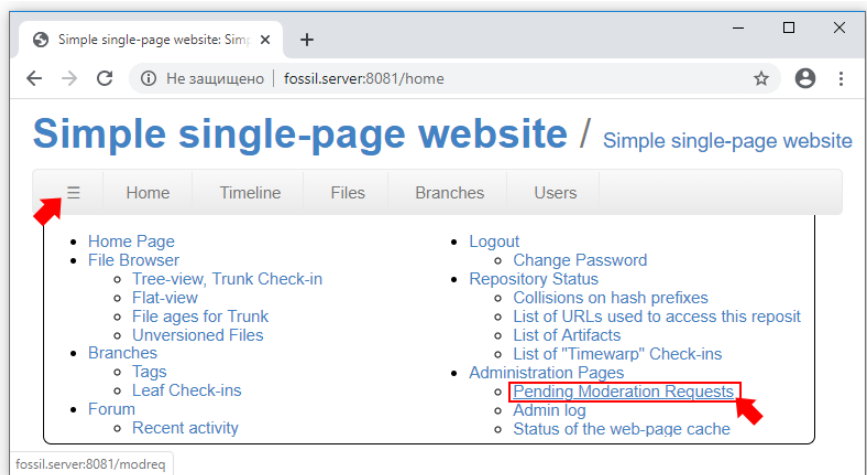 Simple single-page website: Simp
Не защищено | fossil.server:8081/home
Simple single-page website / Simple single-page website
☰ Home Timeline Files Branches Users
Home Page
File Browser
Tree-view, Trunk Check-in
Flat-view
File ages for Trunk
Unversioned Files
Branches
Tags
Leaf Check-ins
Forum
Recent activity
Logout
Change Password
Repository Status
Collisions on hash prefixes
List of URLs used to access this reposit
List of Artifacts
List of "Timewarp" Check-ins
Administration Pages
Pending Moderation Requests
Admin log
Status of the web-page cache
fossil.server:8081/modreq